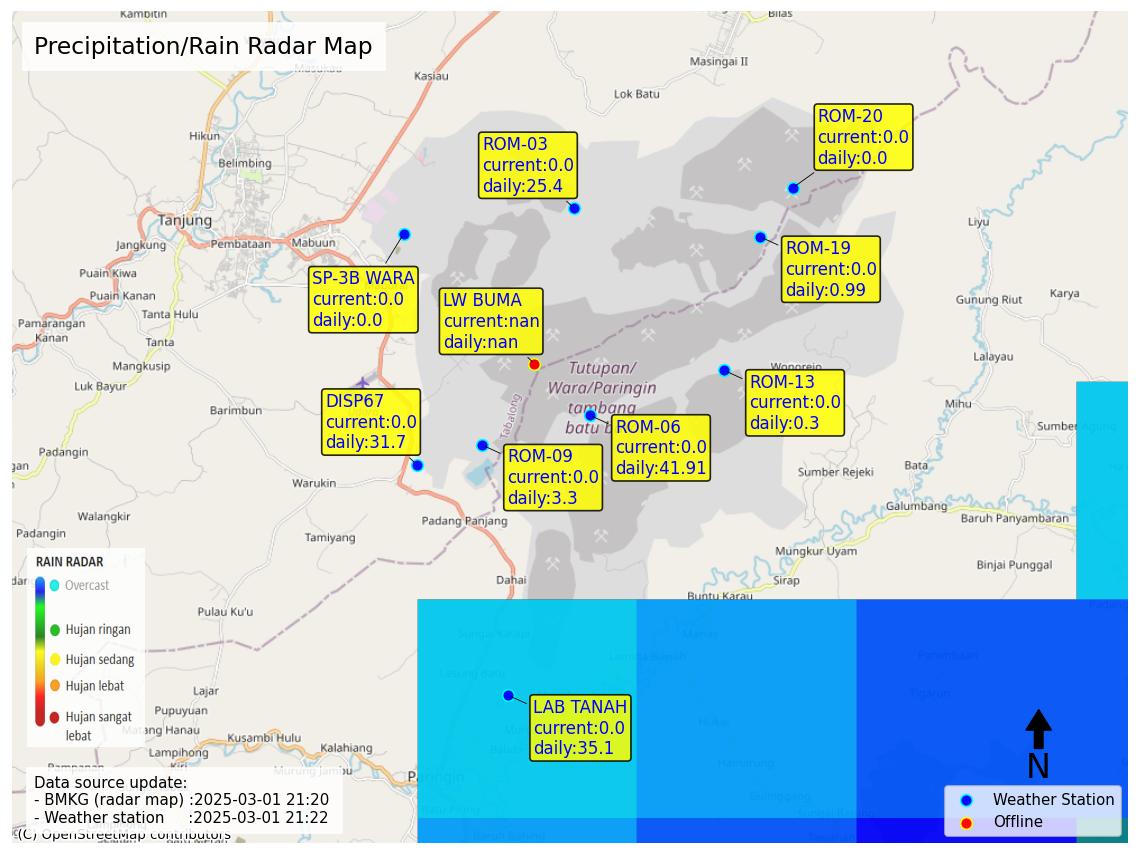 Kambitin
Bilas
Precipitation/Rain Radar Map
Masukau
Kasiau
Masingai II
Lok Batu
Hikun
Belimbing
ROM-20
current:0.0
daily:0.0
ROM-03
current:0.0
daily:25.4
Tanjung
Jangkung
Pembataan
Mabuun
Liyu
ROM-19
current:0.0
daily:0.99
Puain Kiwa
Puain Kanan
SP-3B WARA
current:0.0
daily:0.0
LW BUMA
current:nan
daily:nan
Gunung Riut
Karya
Tanta Hulu
Pamarangan
Kanan
Tanta
Mangkusip
Luk Bayur
Lalayau
Wonorejo
Tutupan/
Wara/Paringin
tambang
batu b
Tabalong
ROM-13
current:0.0
daily:0.3
DISP67
current:0.0
daily:31.7
Barimbun
Mihu
ROM-06
current:0.0
daily:41.91
Sumber Agung
Padangin
ROM-09
current:0.0
daily:3.3
Warukin
Sumber Rejeki
Bata
Galumbang
Walangkir
Padang Panjang
Baruh Panyambaran
Padangin
Tamiyang
Mungkur Uyam
Binjai Punggal
RAIN RADAR
Overcast
Hujan ringan
Hujan sedang
Hujan lebat
Hujan sangat
lebat
Dahai
Sirap
Buntu Karau
Pulau Ku'u
Lajar
Pupuyuan
Matang Hanau
Kusambi Hulu
Lampihong
Kiri
Kalahiang
Pampanan
Murung Jambu
Paringin
LAB TANAH
current:0.0
daily:35.1
N
Data source update:
- BMKG (radar map) :2025-03-01 21:20
- Weather station :2025-03-01 21:22
(C) OpenStreetMap contributors
Weather Station
Offline